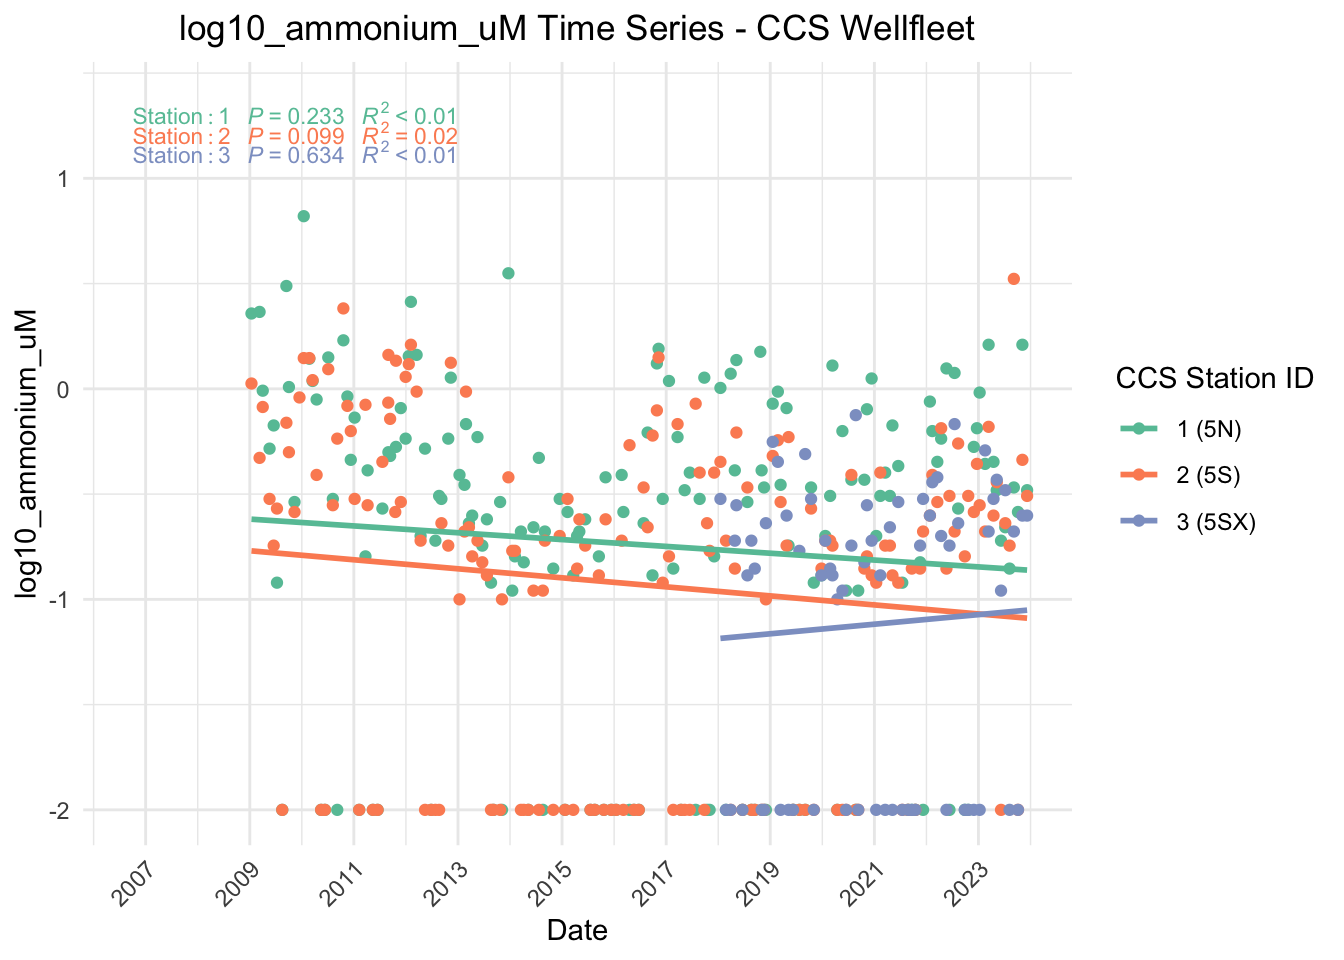 log10_ammonium_uM Time Series - CCS Wellfleet
Station : 1 P = 0.233 R² < 0.01
Station : 2 P = 0.099 R² = 0.02
Station : 3 P = 0.634 R² < 0.01
log10_ammonium_uM
1
0
-1
-2
2007 2009 2011 2013 2015 2017 2019 2021 2023
Date
CCS Station ID
1 (5N)
2 (5S)
3 (5SX)